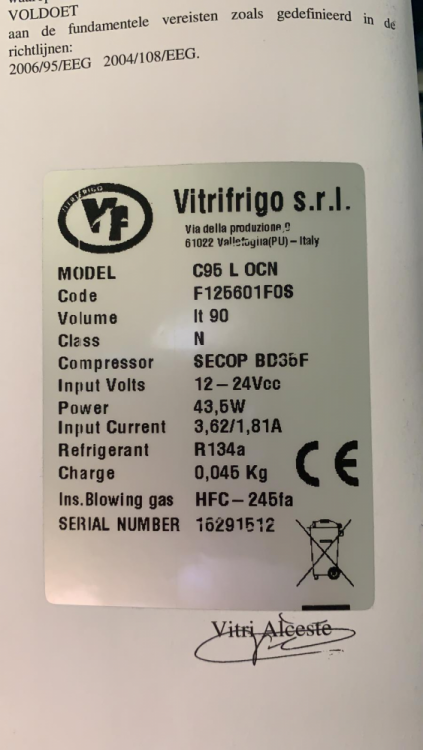 VOLDOET
aan de fundamentele vereisten zoals gedefinieerd in de
richtlijnen:
2006/95/EEG 2004/108/EEG.
VITRIFRIGO
VF
Vitrifrigo s.r.l.
Via della produzione,9
61022 Vallefoglia(PU) – Italy
MODEL C95 L OCN
Code F125601F0S
Volume lt 90
Class N
Compressor SECOP BD35F
Input Volts 12 – 24Vcc
Power 43,5W
Input Current 3,62/1,81A
Refrigerant R134a
Charge 0,045 Kg
CE
Ins.Blowing gas HFC – 245fa
SERIAL NUMBER 16291512
Vitri Alceste